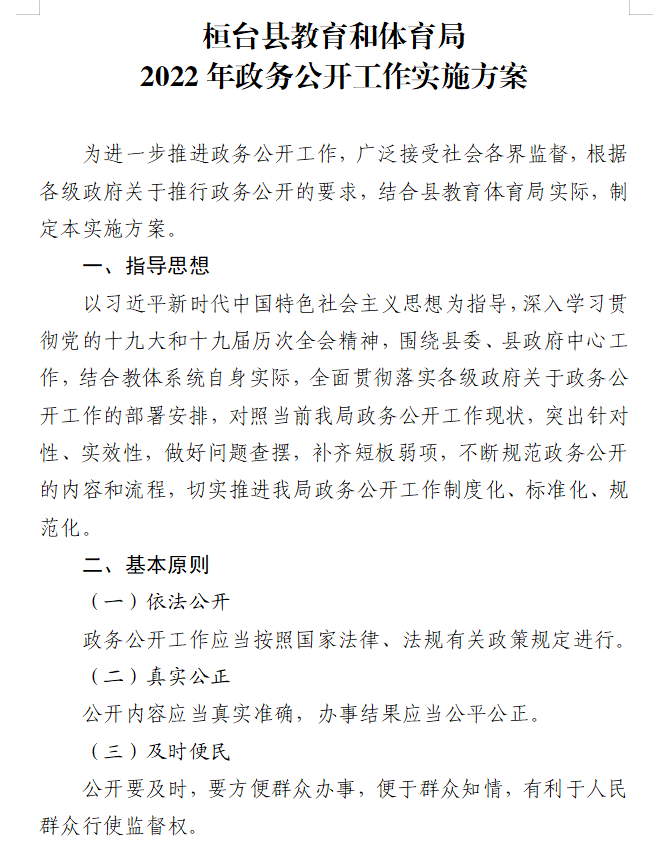 桓台县教育和体育局
2022 年政务公开工作实施方案
为进一步推进政务公开工作，广泛接受社会各界监督，根据
各级政府关于推行政务公开的要求，结合县教育体育局实际，制
定本实施方案。
一、指导思想
以习近平新时代中国特色社会主义思想为指导，深入学习贯
彻党的十九大和十九届历次全会精神，围绕县委、县政府中心工
作，结合教体系统自身实际，全面贯彻落实各级政府关于政务公
开工作的部署安排，对照当前我局政务公开工作现状，突出针对
性、实效性，做好问题查摆，补齐短板弱项，不断规范政务公开
的内容和流程，切实推进我局政务公开工作制度化、标准化、规
范化。
二、基本原则
（一）依法公开
政务公开工作应当按照国家法律、法规有关政策规定进行。
（二）真实公正
公开内容应当真实准确，办事结果应当公平公正。
（三）及时便民
公开要及时，要方便群众办事，便于群众知情，有利于人民
群众行使监督权。